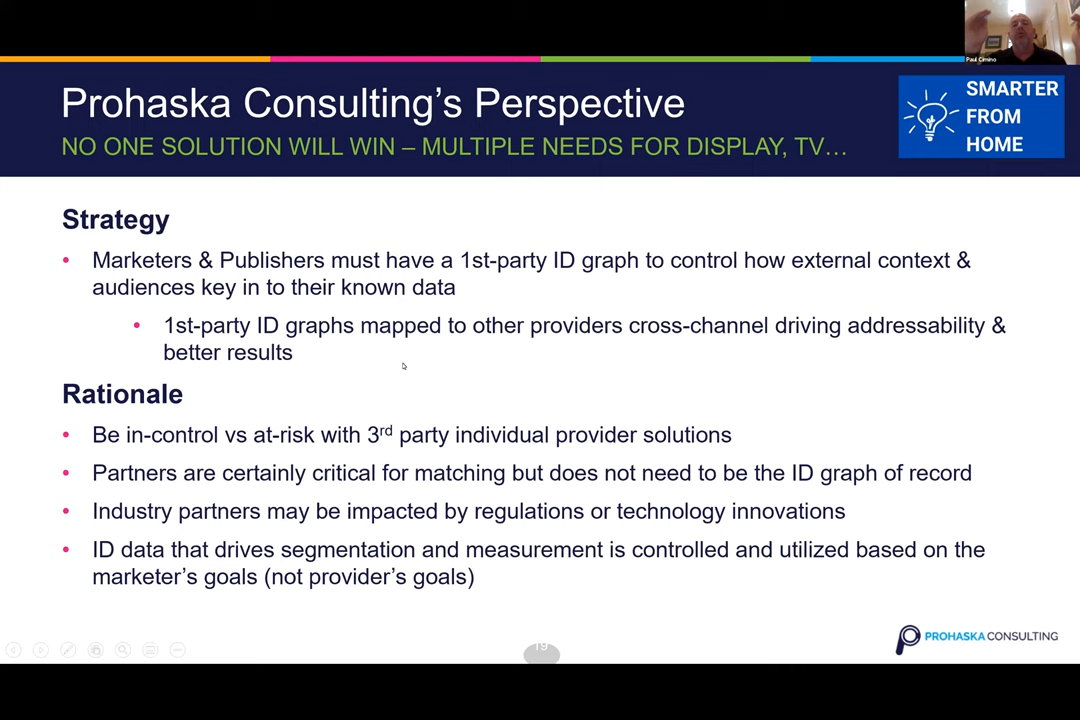 Paul Cimino
Prohaska Consulting's Perspective
NO ONE SOLUTION WILL WIN – MULTIPLE NEEDS FOR DISPLAY, TV…
SMARTER
FROM
HOME
Strategy
• Marketers & Publishers must have a 1st-party ID graph to control how external context &
audiences key in to their known data
• 1st-party ID graphs mapped to other providers cross-channel driving addressability &
better results
Rationale
• Be in-control vs at-risk with 3rd party individual provider solutions
• Partners are certainly critical for matching but does not need to be the ID graph of record
• Industry partners may be impacted by regulations or technology innovations
• ID data that drives segmentation and measurement is controlled and utilized based on the
marketer's goals (not provider's goals)
19
PROHASKA CONSULTING